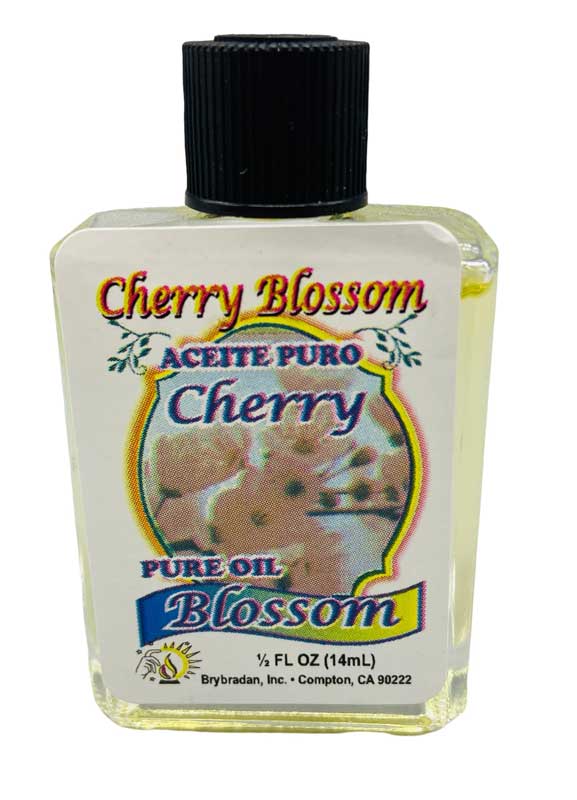 Cherry Blossom
ACEITE PURO
Cherry
PURE OIL
Blossom
½ FL OZ (14mL)
Brybradan, Inc. • Compton, CA 90222